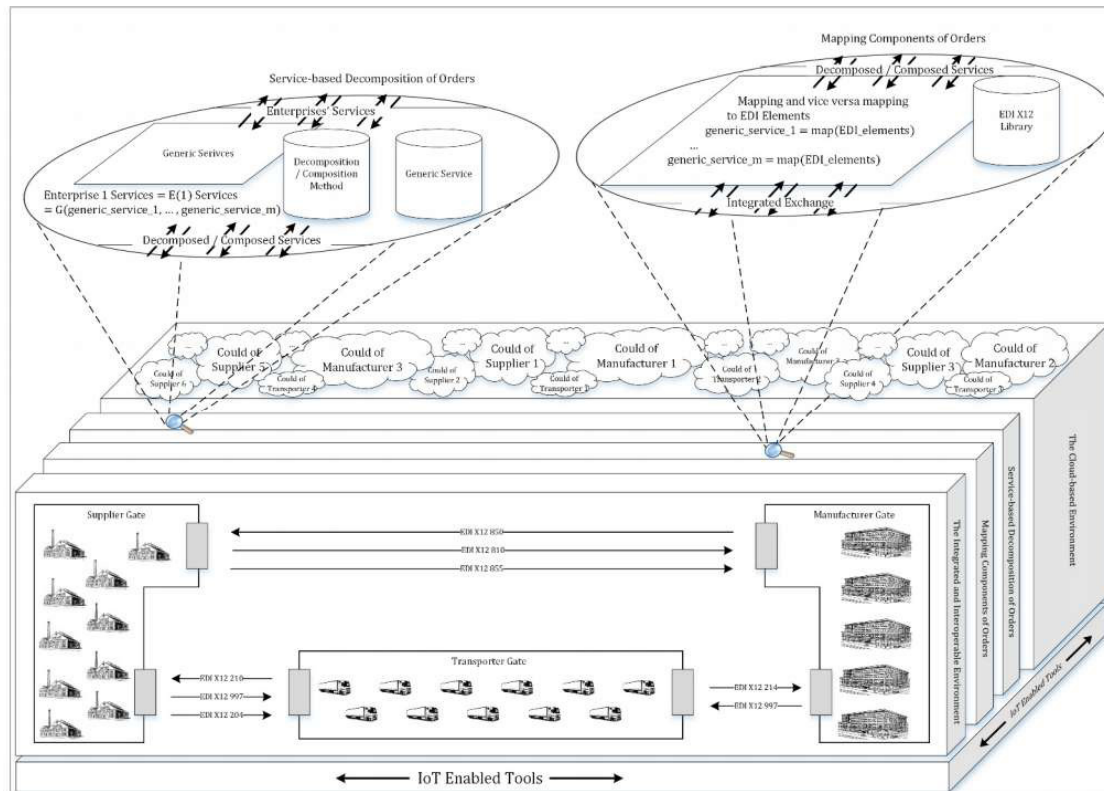 Service-based Decomposition of Orders
Enterprises' Services
Generic Serivces
Decomposition
/ Composition
Method
Generic Service
Enterprise 1 Services = E(1) Services
= G(generic_service_1, ... , generic_service_m)
Decomposed / Composed Services
Mapping Components of Orders
Decomposed / Composed Services
Mapping and vice versa mapping
to EDI Elements
generic_service_1 = map(EDI_elements)
...
generic_service_m = map(EDI_elements)
EDI X12
Library
Integrated Exchange
...
Could of
Supplier 6
Could of
Supplier 5
...
Could of
Transporter 4
Could of
Manufacturer 3
...
Could of
Supplier 2
Could of
Supplier 1
...
Could of
Transporter 1
Could of
Manufacturer 1
...
Could of
Transporter 2
...
Could of
Manufacturer
Could of
Supplier 4
...
Could of
Supplier 3
Could of
Transporter
Could of
Manufacturer 2
The Cloud-based Environment
Service-based Decomposition of Orders
Mapping Components of Orders
The Integrated and Interoperable Environment
Supplier Gate
Manufacturer Gate
EDI X12 850
EDI X12 810
EDI X12 855
Transporter Gate
EDI X12 210
EDI X12 997
EDI X12 204
EDI X12 214
EDI X12 997
IoT Enabled Tools
IoT Enabled Tools